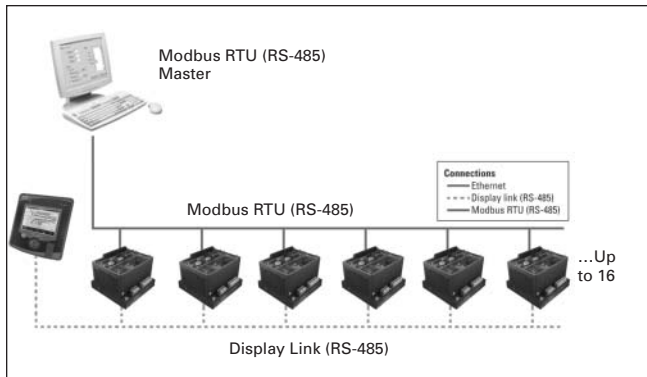 Modbus RTU (RS-485)
Master
Connections
Ethernet
Display link (RS-485)
Modbus RTU (RS-485)
Modbus RTU (RS-485)
...Up
to 16
Display Link (RS-485)